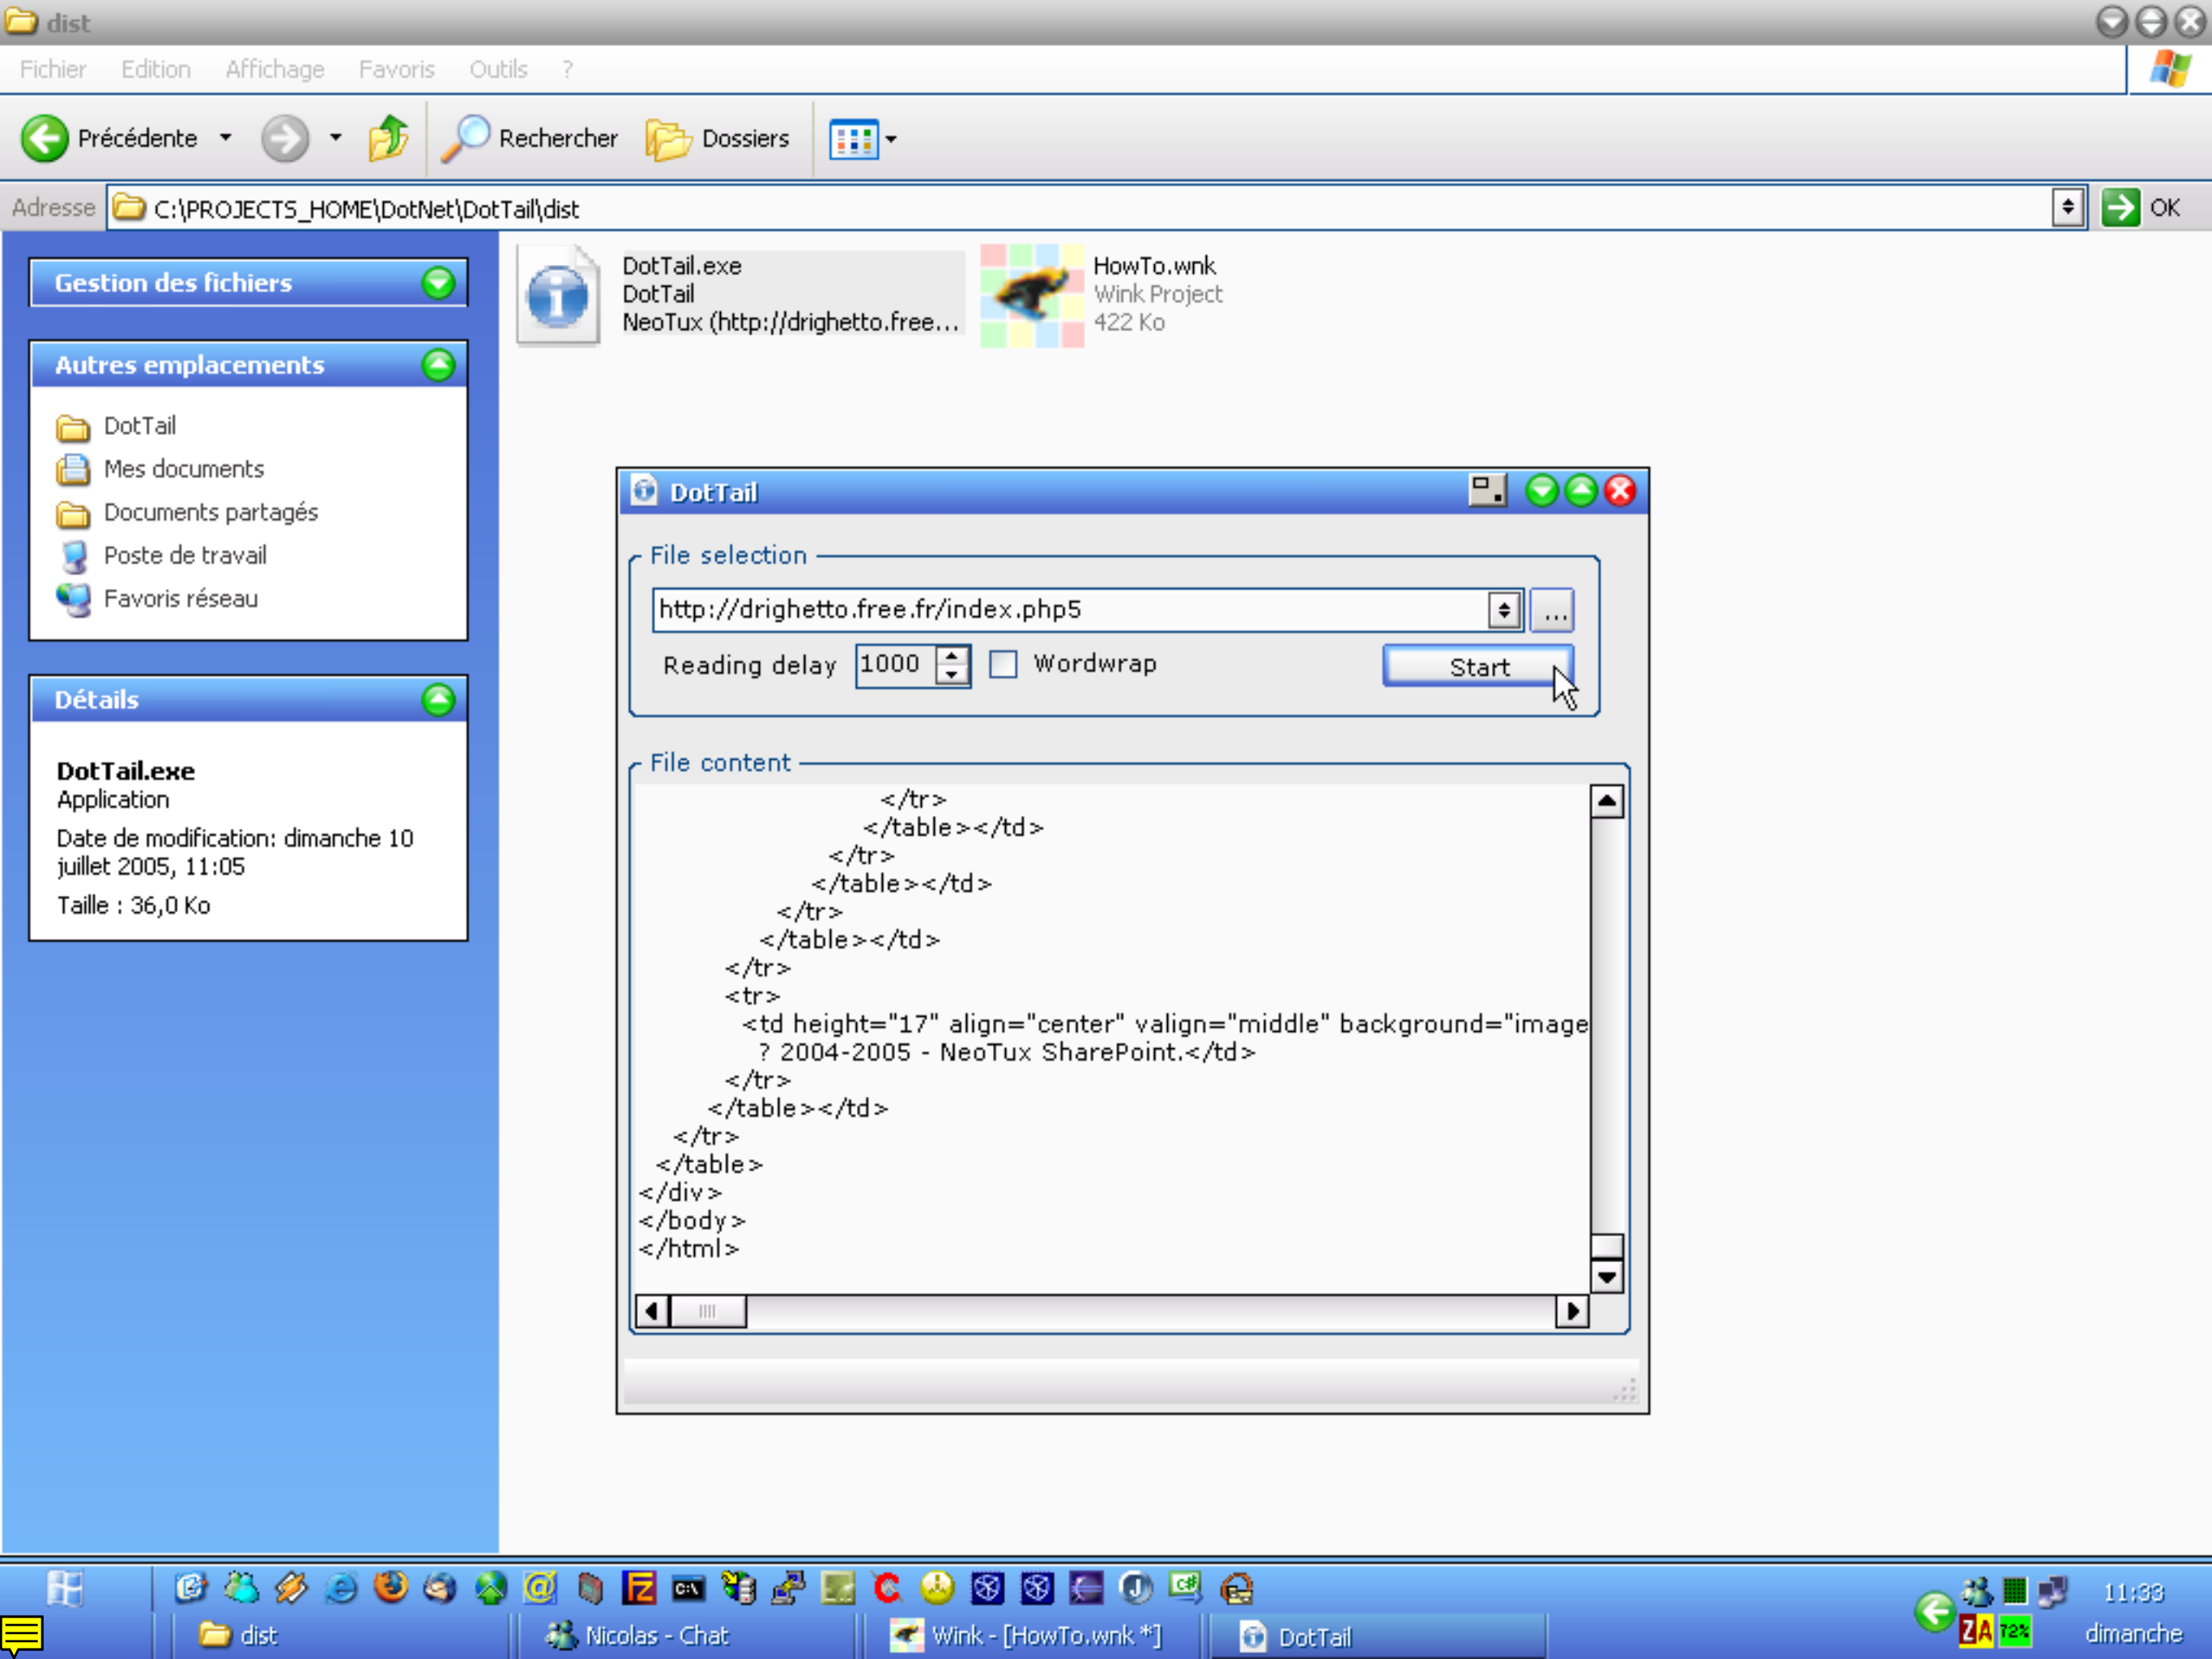 dist
Fichier Edition Affichage Favoris Outils ?
Précédente Rechercher Dossiers
Adresse C:\PROJECTS_HOME\DotNet\DotTail\dist OK
Gestion des fichiers
Autres emplacements
DotTail
Mes documents
Documents partagés
Poste de travail
Favoris réseau
Détails
DotTail.exe
Application
Date de modification: dimanche 10
juillet 2005, 11:05
Taille : 36,0 Ko
DotTail.exe
DotTail
NeoTux (http://drighetto.free...
HowTo.wnk
Wink Project
422 Ko
DotTail
File selection
http://drighetto.free.fr/index.php5
...
Reading delay 1000 Wordwrap Start
File content
</tr>
</table></td>
</tr>
</table></td>
</tr>
</table></td>
</tr>
<tr>
<td height="17" align="center" valign="middle" background="image
? 2004-2005 - NeoTux SharePoint.</td>
</tr>
</table></td>
</tr>
</table>
</div>
</body>
</html>
11:33
dist Nicolas - Chat Wink - [HowTo.wnk *] DotTail ZA 72% dimanche